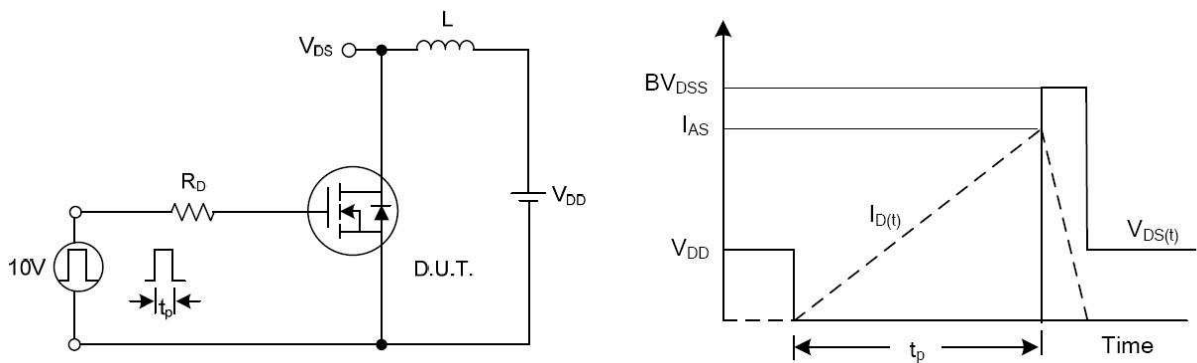 L
V_DS
R_D
V_DD
10V
t_p
D.U.T.
BV_DSS
I_AS
I_D(t)
V_DD
V_DS(t)
t_p
Time